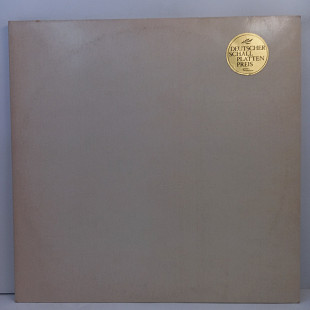 DEUTSCHER
SCHALL
PLATTEN
PREIS